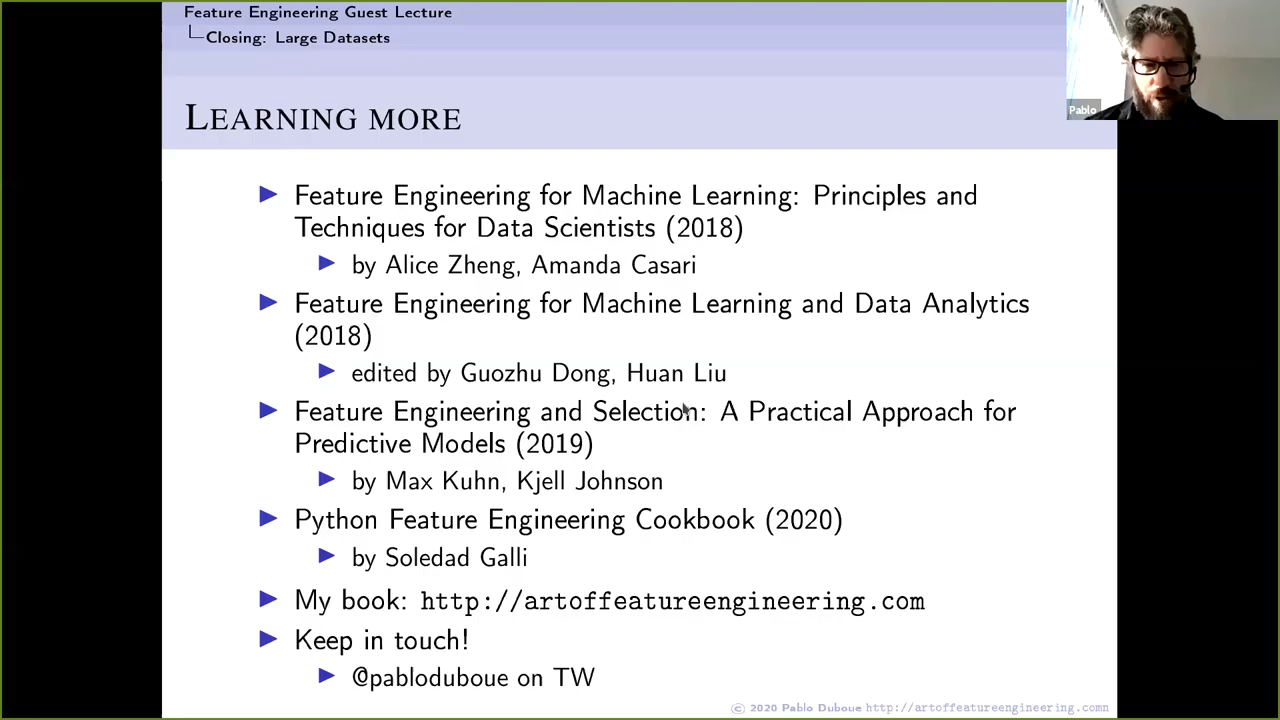 Feature Engineering Guest Lecture
Closing: Large Datasets
LEARNING MORE
Pablo
Feature Engineering for Machine Learning: Principles and
Techniques for Data Scientists (2018)
by Alice Zheng, Amanda Casari
Feature Engineering for Machine Learning and Data Analytics
(2018)
edited by Guozhu Dong, Huan Liu
Feature Engineering and Selection: A Practical Approach for
Predictive Models (2019)
by Max Kuhn, Kjell Johnson
Python Feature Engineering Cookbook (2020)
by Soledad Galli
My book: http://artoffeatureengineering.com
Keep in touch!
@pabloduboue on TW
© 2020 Pablo Duboue http://artoffeatureengineering.comn